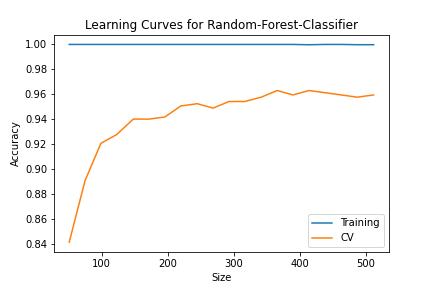 Learning Curves for Random-Forest-Classifier
1.00
0.98
0.96
0.94
0.92
0.90
0.88
0.86
0.84
Accuracy
100
200
300
400
500
Size
Training
CV